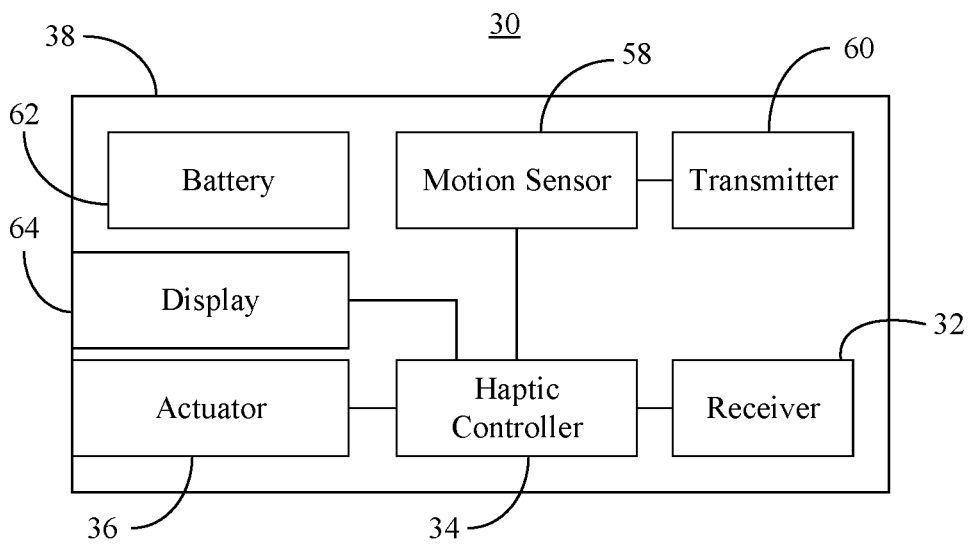 30
38
58
60
62
Battery
Motion Sensor
Transmitter
64
Display
32
Actuator
Haptic
Controller
Receiver
36
34